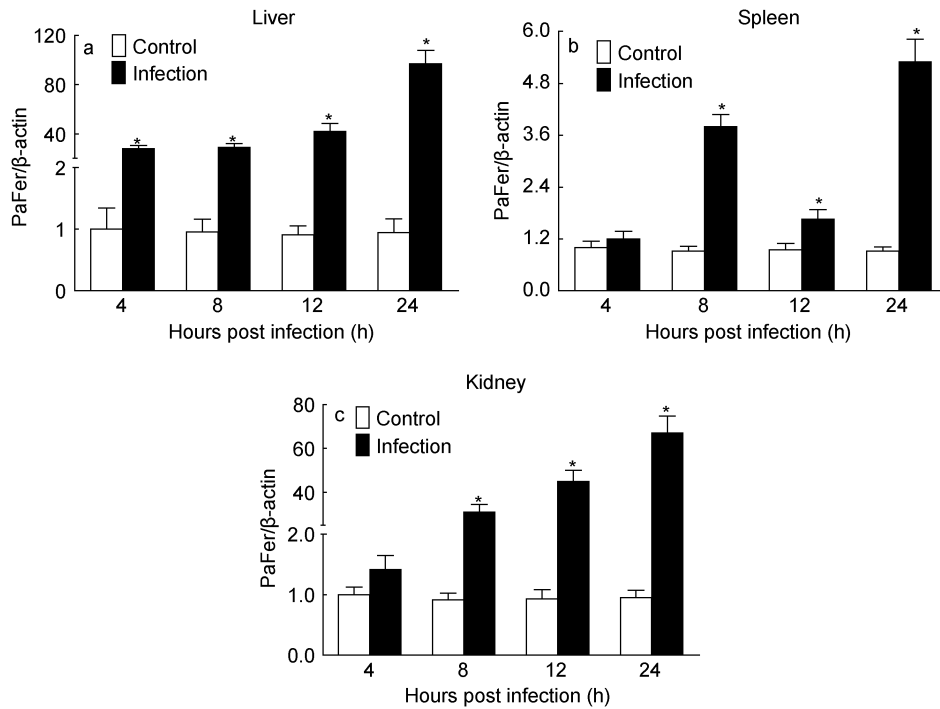 Liver
a
Control
Infection
120
100
80
40
2
1
0
PaFer/β-actin
*
*
*
*
4
8
12
24
Hours post infection (h)
Spleen
b
Control
Infection
6.0
4.8
3.6
2.4
1.2
0.0
PaFer/β-actin
*
*
*
4
8
12
24
Hours post infection (h)
Kidney
c
Control
Infection
80
60
40
2.0
1.0
0.0
PaFer/β-actin
*
*
*
4
8
12
24
Hours post infection (h)